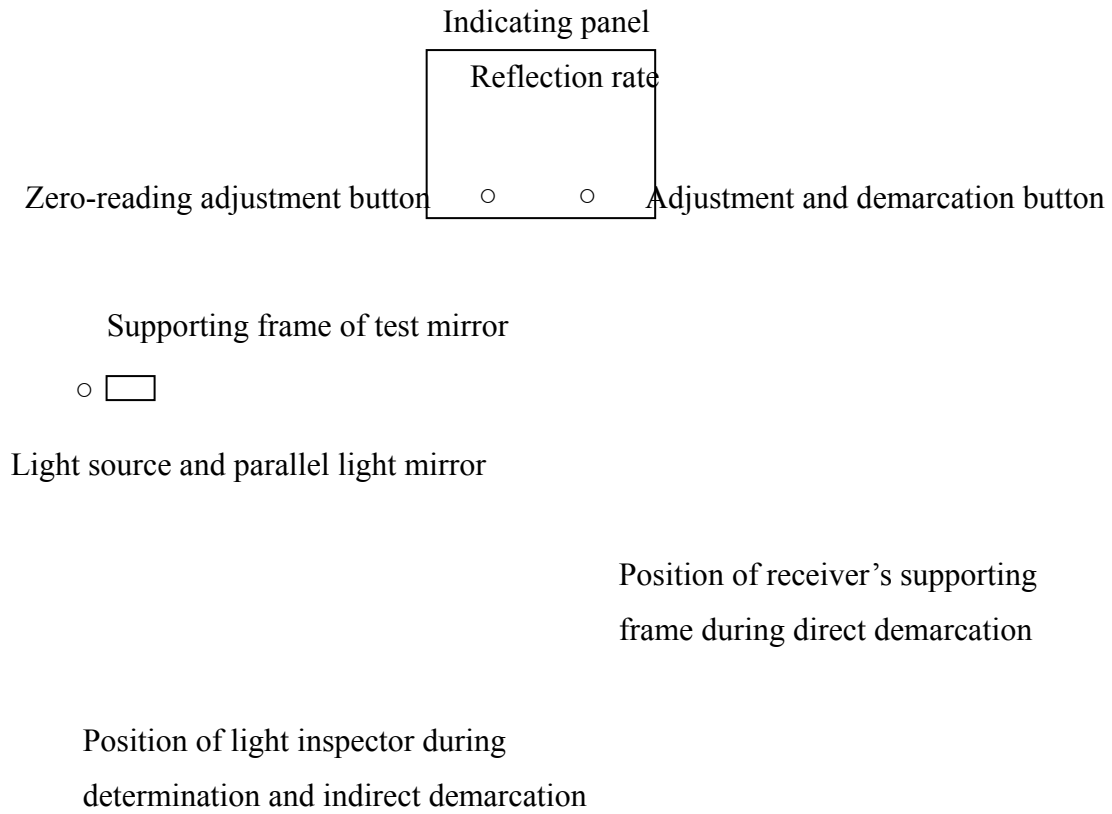 Indicating panel
Reflection rate
Zero-reading adjustment button
Adjustment and demarcation button
Supporting frame of test mirror
Light source and parallel light mirror
Position of receiver’s supporting
frame during direct demarcation
Position of light inspector during
determination and indirect demarcation